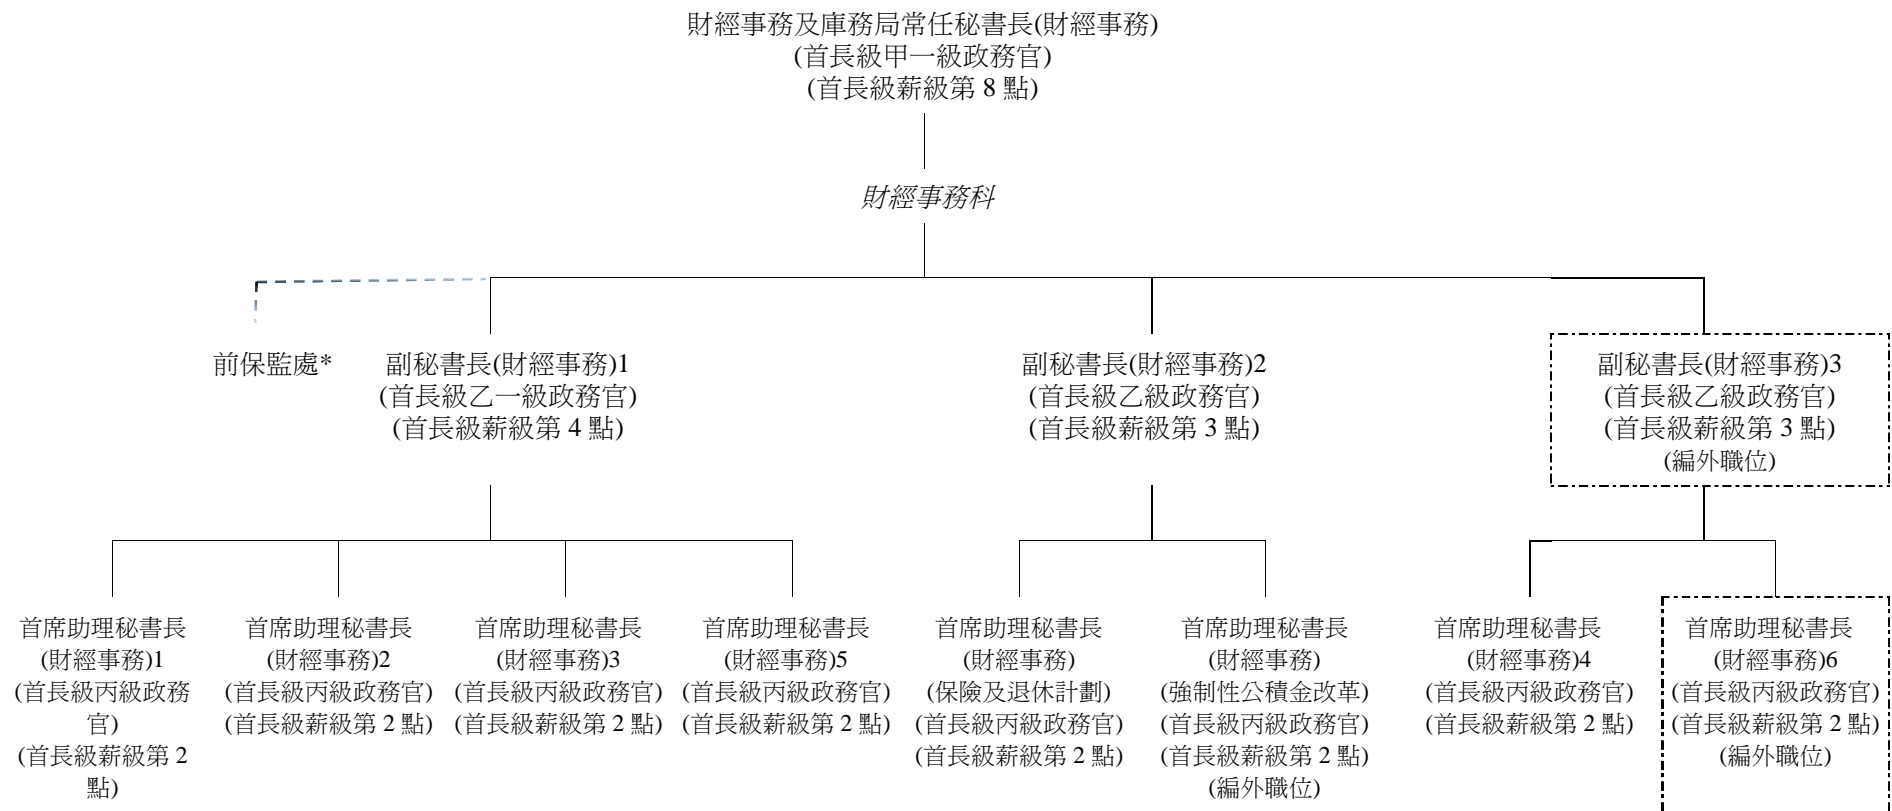 財經事務及庫務局常任秘書長(財經事務)
(首長級甲一級政務官)
(首長級薪級第 8 點)
財經事務科
前保監處*
副秘書長(財經事務)1
(首長級乙一級政務官)
(首長級薪級第 4 點)
副秘書長(財經事務)2
(首長級乙級政務官)
(首長級薪級第 3 點)
副秘書長(財經事務)3
(首長級乙級政務官)
(首長級薪級第 3 點)
(編外職位)
首席助理秘書長
(財經事務)1
(首長級丙級政務
官)
(首長級薪級第 2
點)
首席助理秘書長
(財經事務)2
(首長級丙級政務官)
(首長級薪級第 2 點)
首席助理秘書長
(財經事務)3
(首長級丙級政務官)
(首長級薪級第 2 點)
首席助理秘書長
(財經事務)5
(首長級丙級政務官)
(首長級薪級第 2 點)
首席助理秘書長
(財經事務)
(保險及退休計劃)
(首長級丙級政務官)
(首長級薪級第 2 點)
首席助理秘書長
(財經事務)
(強制性公積金改革)
(首長級丙級政務官)
(首長級薪級第 2 點)
(編外職位)
首席助理秘書長
(財經事務)4
(首長級丙級政務官)
(首長級薪級第 2 點)
首席助理秘書長
(財經事務)6
(首長級丙級政務官)
(首長級薪級第 2 點)
(編外職位)